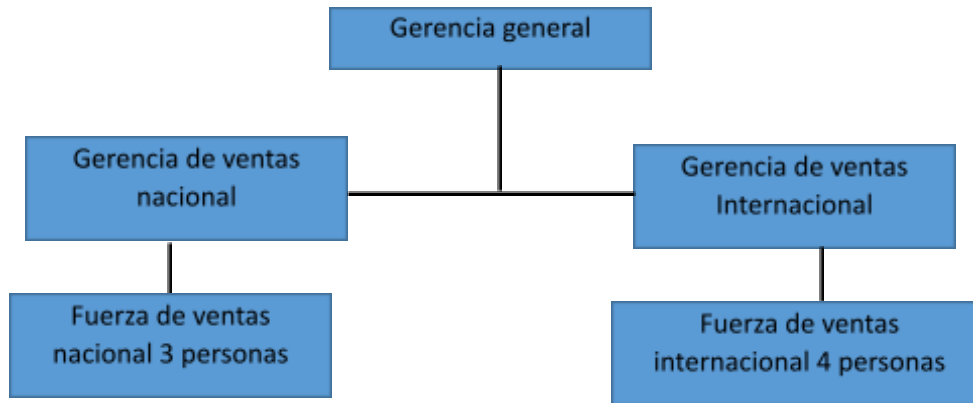 Gerencia general
Gerencia de ventas
nacional
Gerencia de ventas
Internacional
Fuerza de ventas
nacional 3 personas
Fuerza de ventas
internacional 4 personas